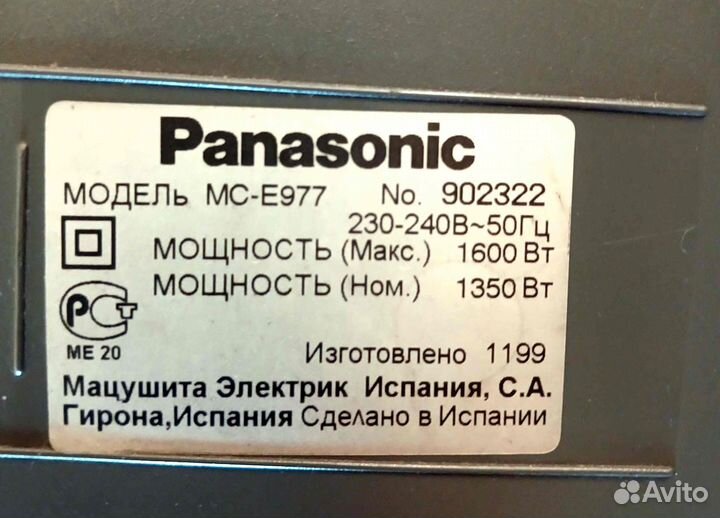 Panasonic
МОДЕЛЬ MC-E977 No. 902322
230-240В~50Гц
МОЩНОСТЬ (Макс.) 1600 Вт
МОЩНОСТЬ (Ном.) 1350 Вт
РСТ
ME 20
Изготовлено 1199
Мацушита Электрик Испания, С.А.
Гирона,Испания Сделано в Испании
Avito